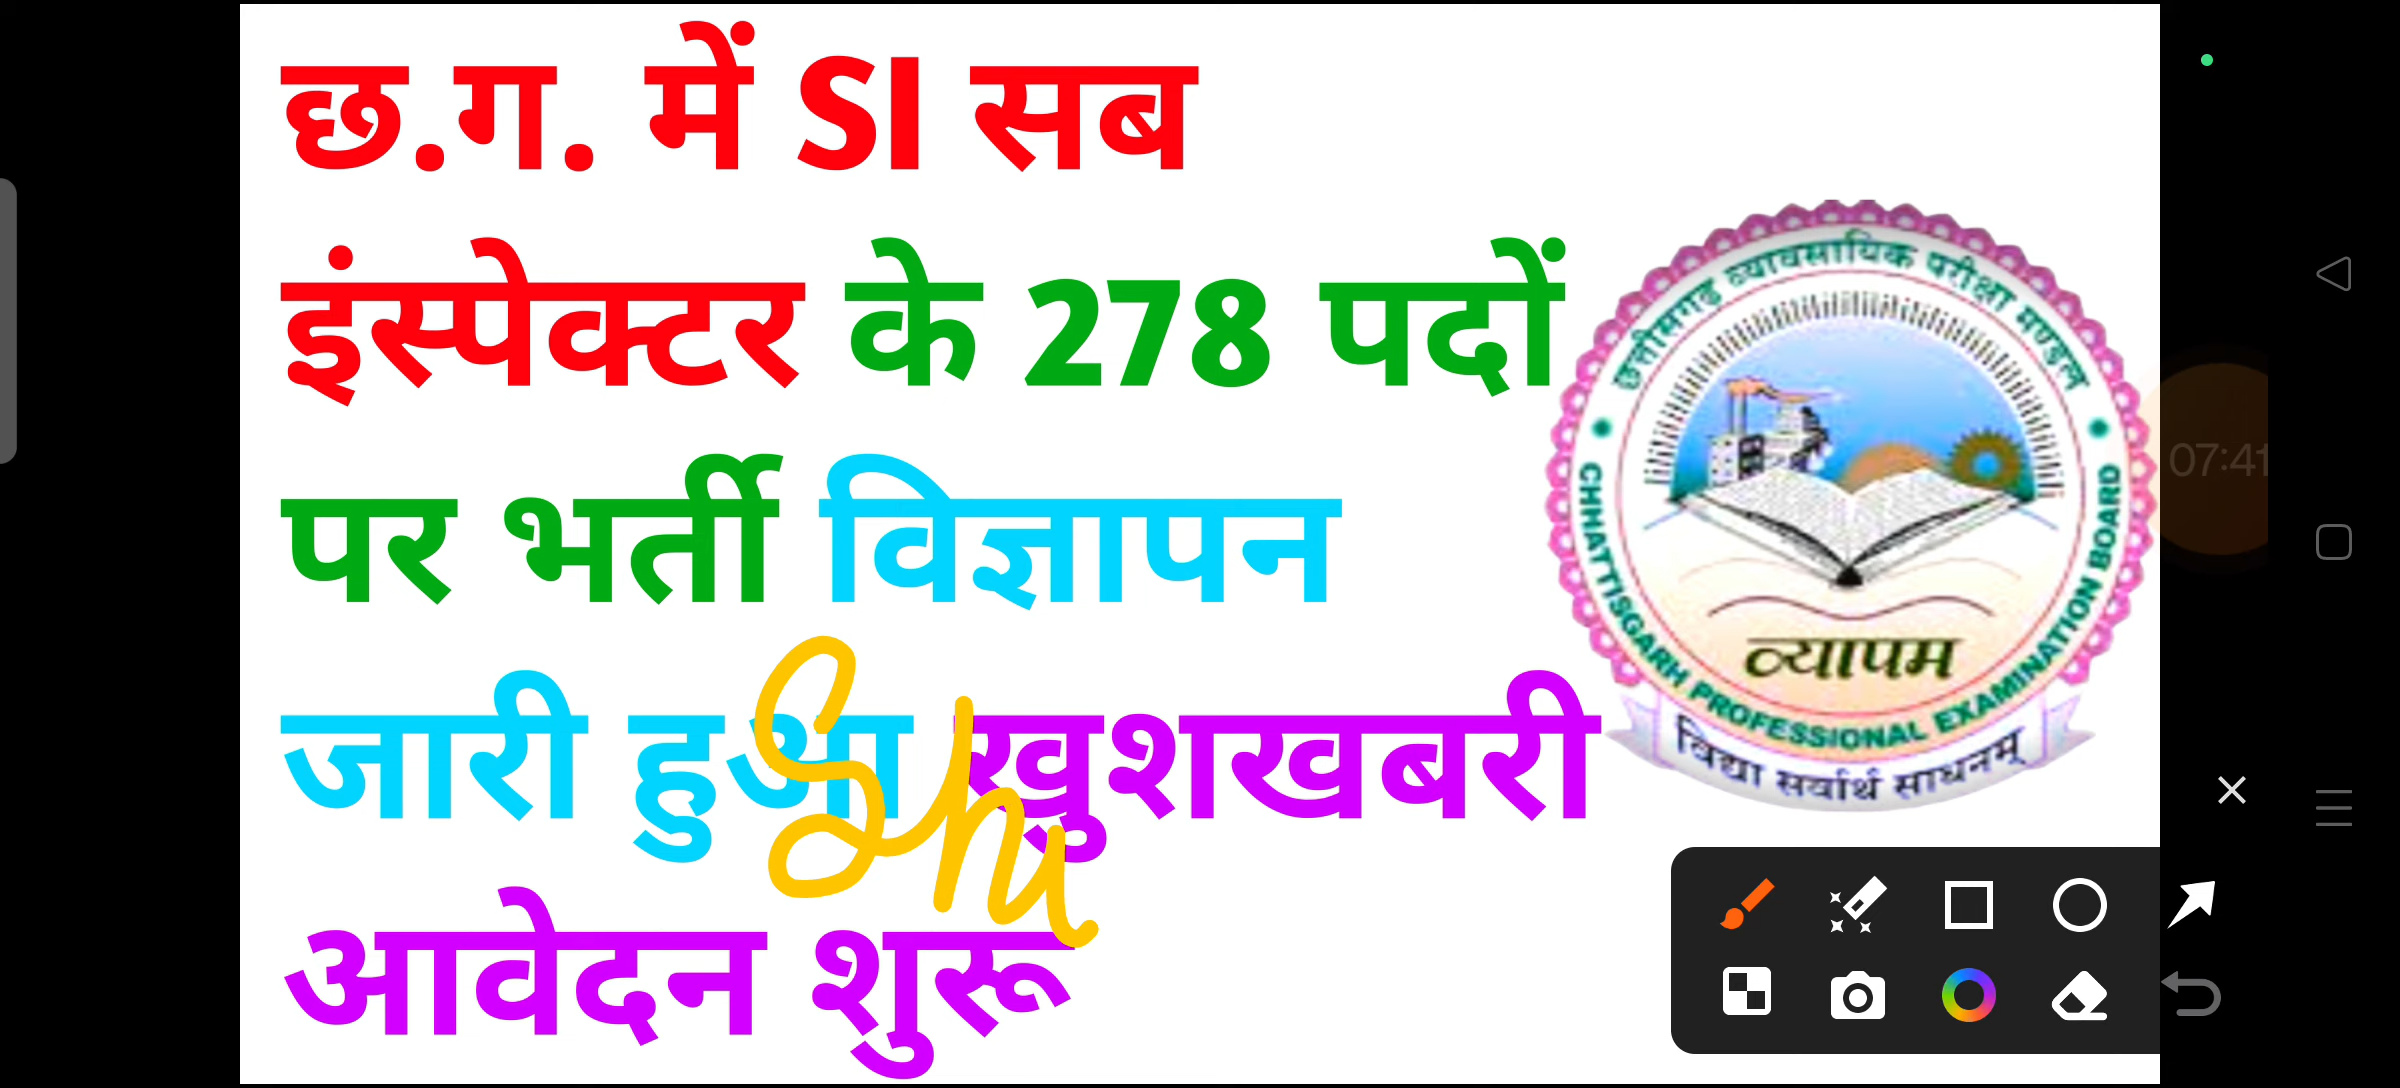 छ.ग. में SI सब
इंस्पेक्टर के 278 पदों
पर भर्ती विज्ञापन
जारी हुआ खुशखबरी
आवेदन शुरू
छत्तीसगढ़ व्यावसायिक परीक्षा मण्डल
CHHATTISGARH PROFESSIONAL EXAMINATION BOARD
व्यापम
विद्या सर्वार्थ साधनम्
07:41